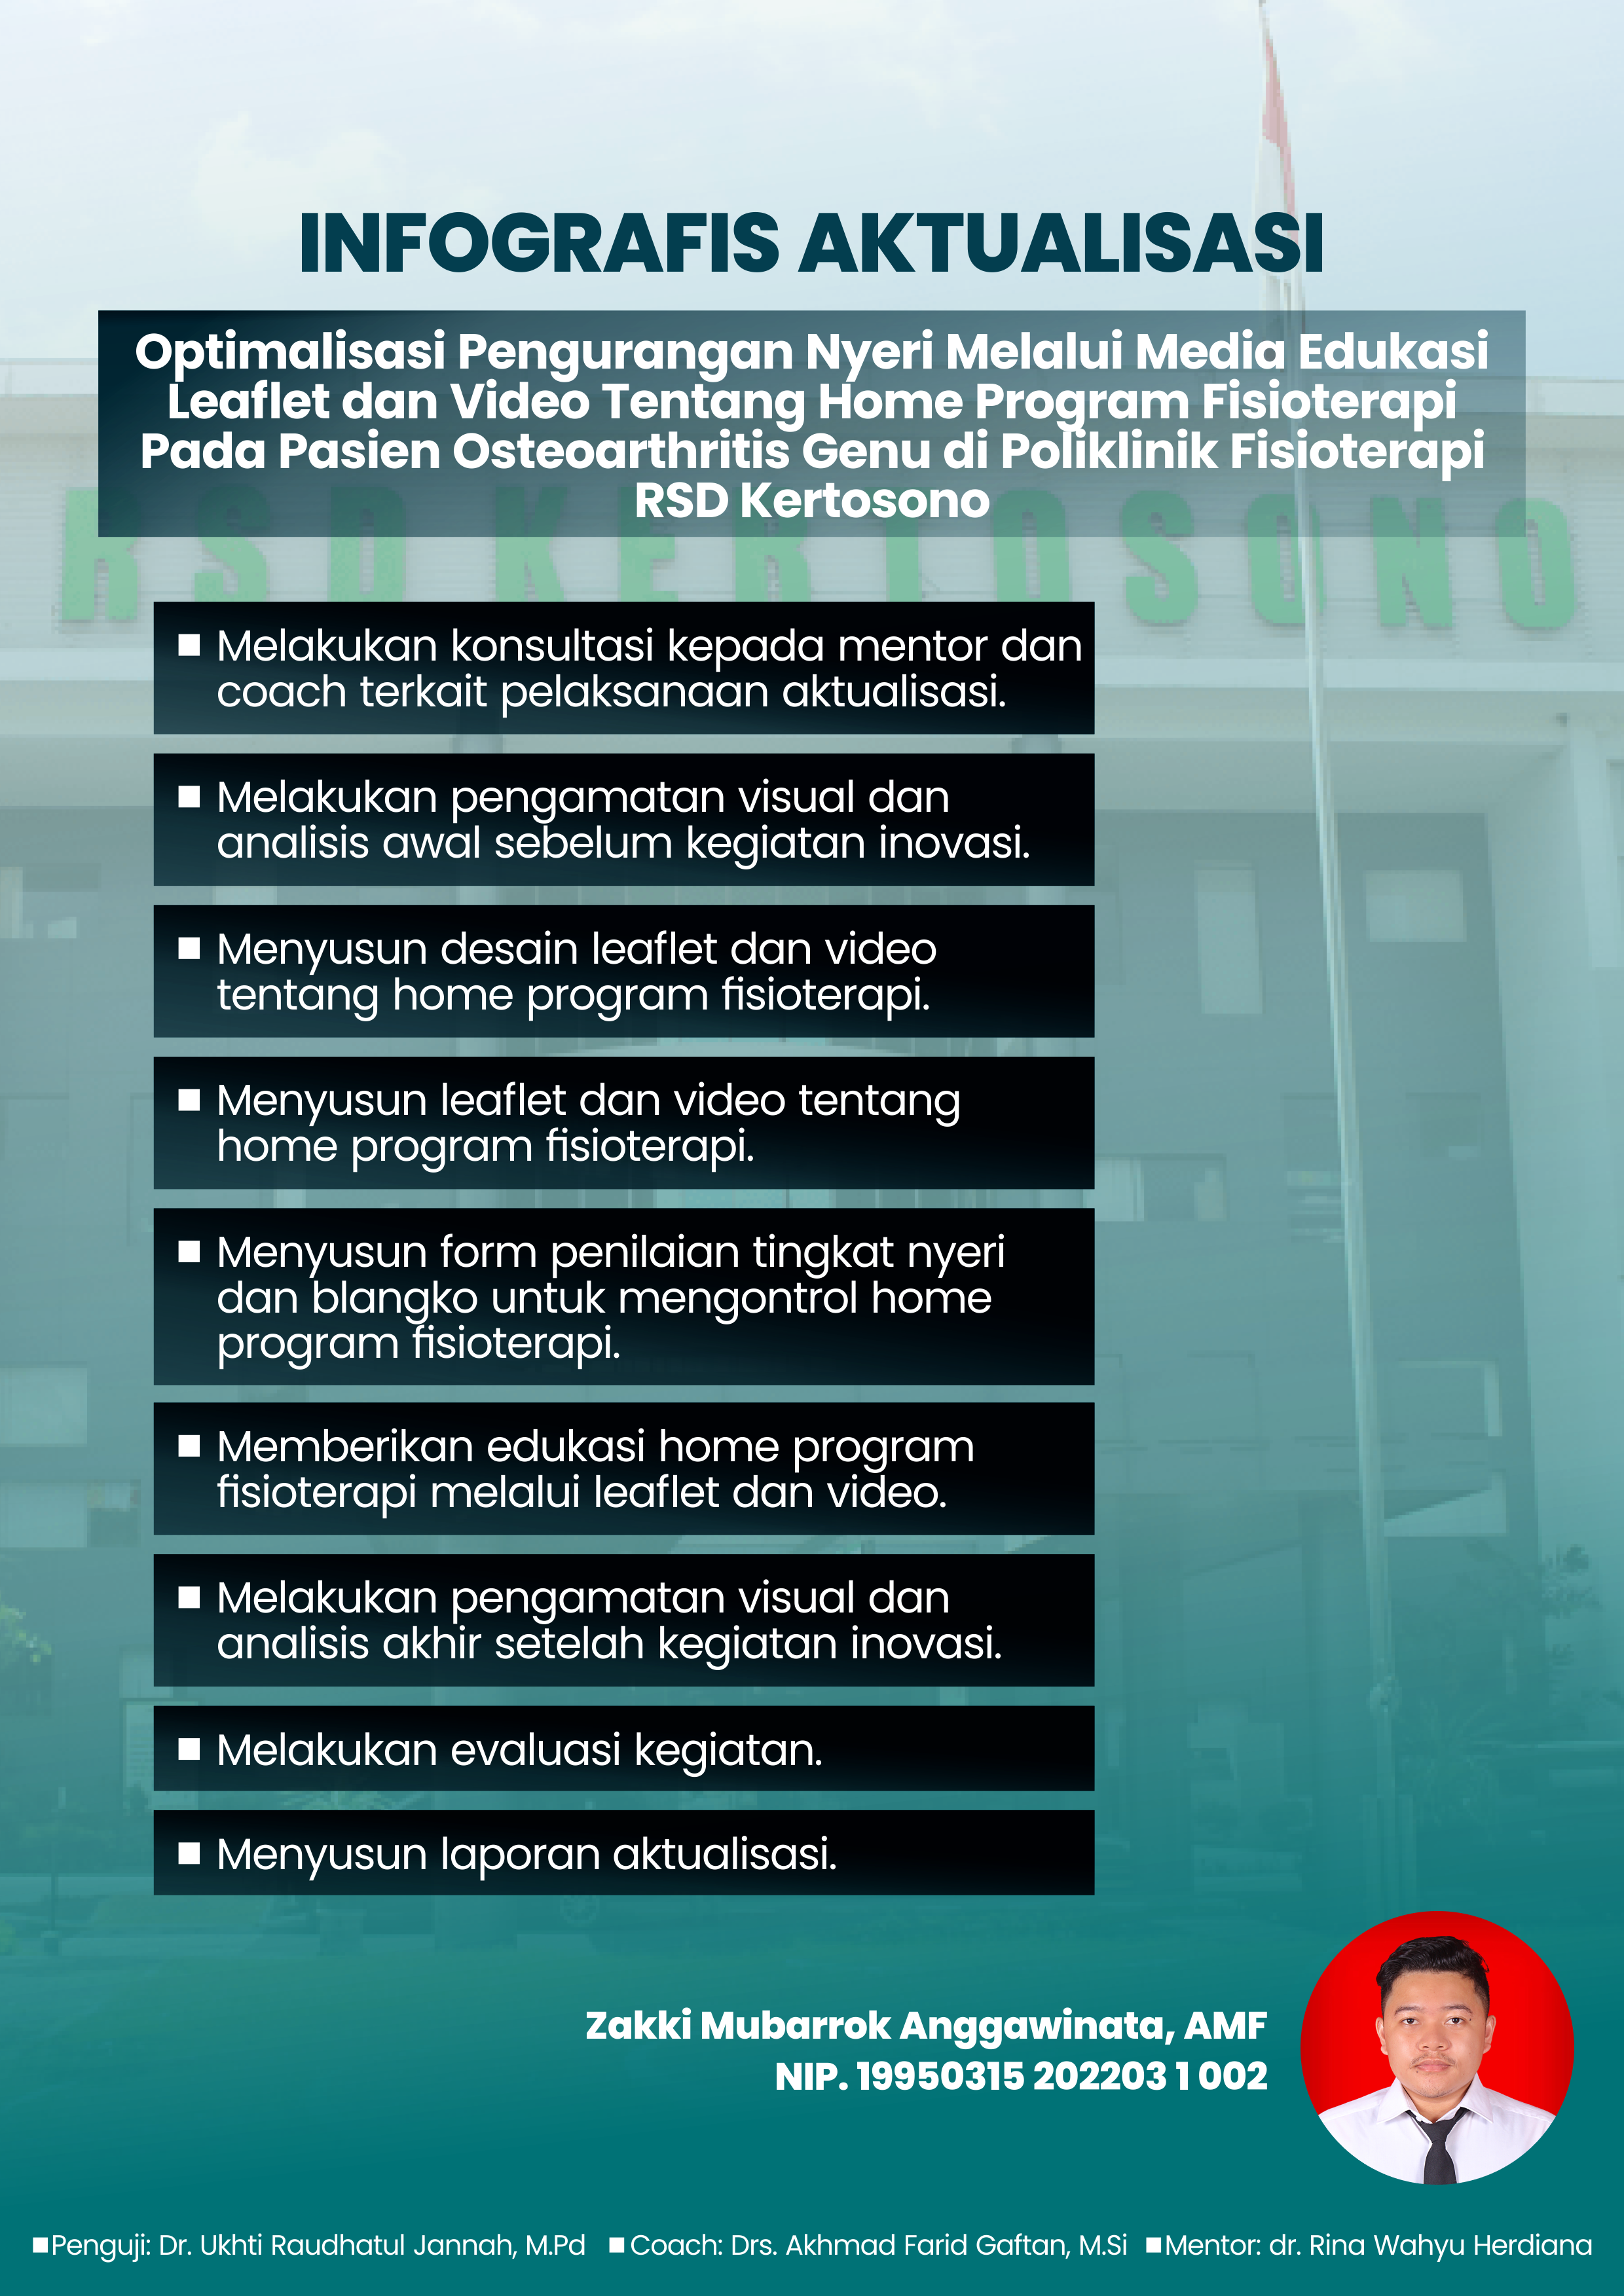 INFOGRAFIS AKTUALISASI
Optimalisasi Pengurangan Nyeri Melalui Media Edukasi
Leaflet dan Video Tentang Home Program Fisioterapi
Pada Pasien Osteoarthritis Genu di Poliklinik Fisioterapi
RSD Kertosono
RSD KERTOSONO
■ Melakukan konsultasi kepada mentor dan
coach terkait pelaksanaan aktualisasi.
■ Melakukan pengamatan visual dan
analisis awal sebelum kegiatan inovasi.
■ Menyusun desain leaflet dan video
tentang home program fisioterapi.
■ Menyusun leaflet dan video tentang
home program fisioterapi.
■ Menyusun form penilaian tingkat nyeri
dan blangko untuk mengontrol home
program fisioterapi.
■ Memberikan edukasi home program
fisioterapi melalui leaflet dan video.
■ Melakukan pengamatan visual dan
analisis akhir setelah kegiatan inovasi.
■ Melakukan evaluasi kegiatan.
■ Menyusun laporan aktualisasi.
Zakki Mubarrok Anggawinata, AMF
NIP. 19950315 202203 1 002
■ Penguji: Dr. Ukhti Raudhatul Jannah, M.Pd ■ Coach: Drs. Akhmad Farid Gaftan, M.Si ■ Mentor: dr. Rina Wahyu Herdiana